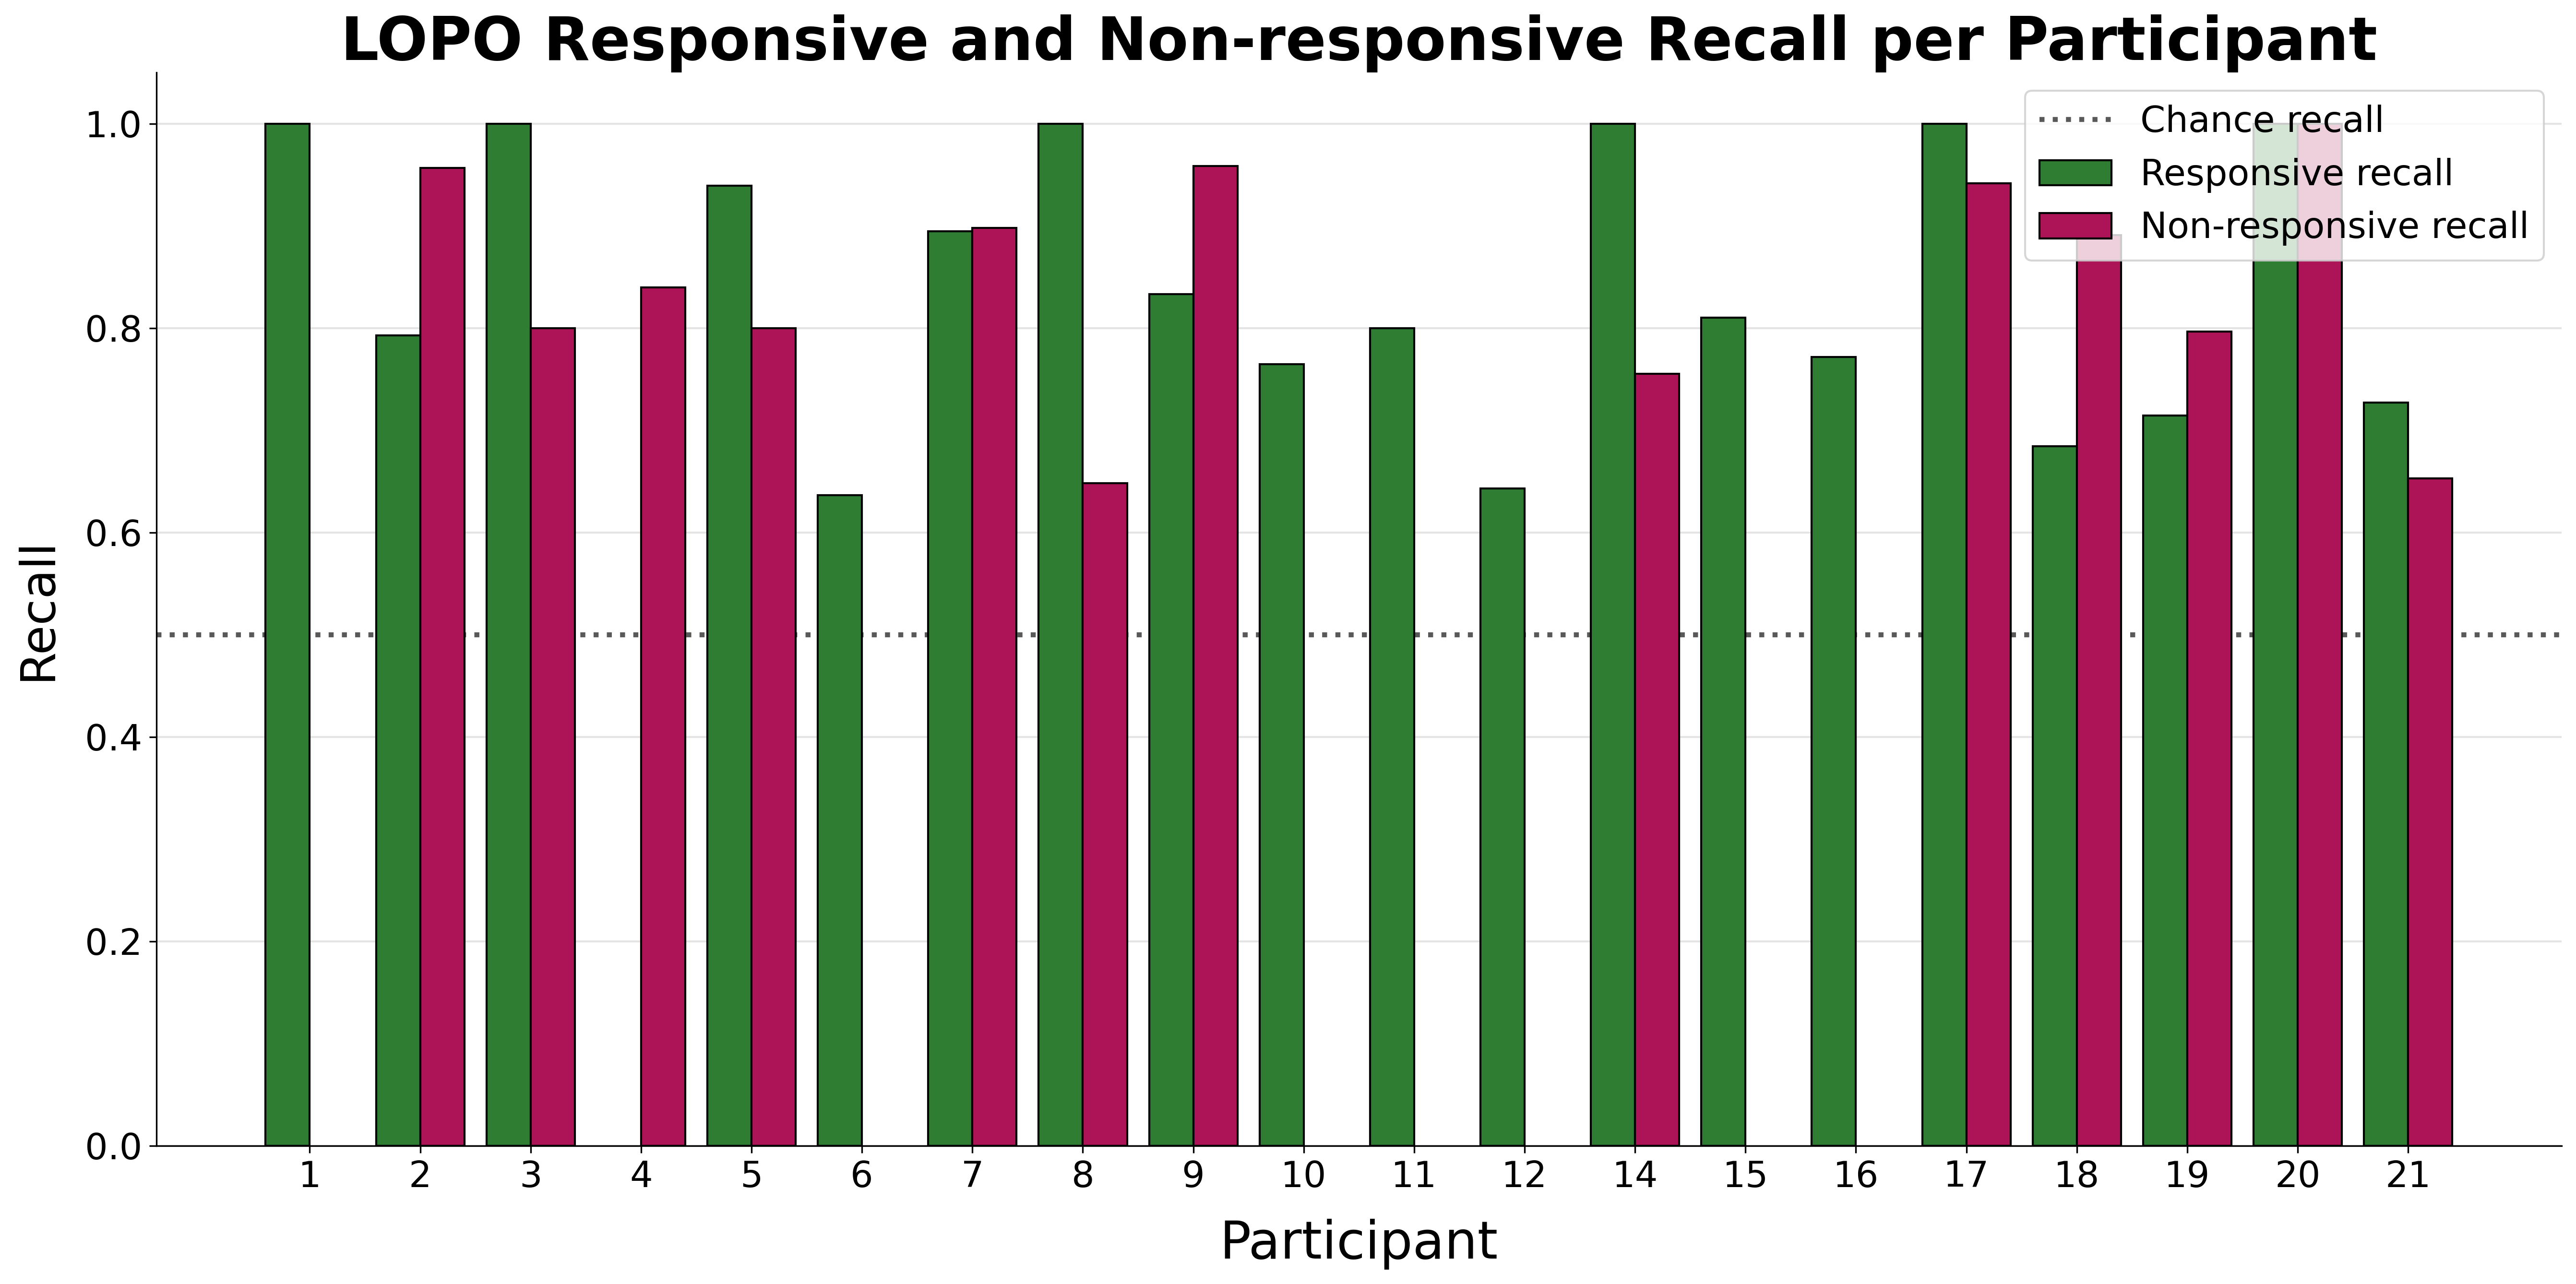 LOPO Responsive and Non-responsive Recall per Participant
Chance recall
Responsive recall
Non-responsive recall
Recall
1.0
0.8
0.6
0.4
0.2
0.0
1 2 3 4 5 6 7 8 9 10 11 12 14 15 16 17 18 19 20 21
Participant